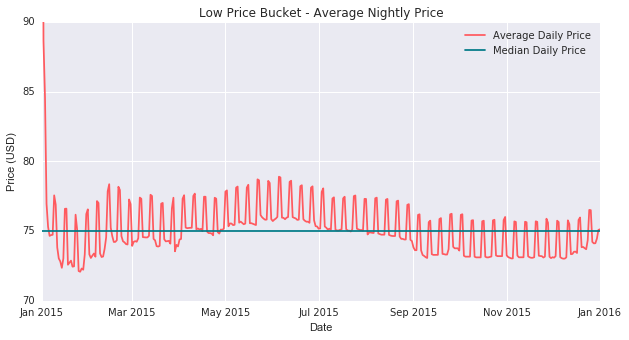 Low Price Bucket - Average Nightly Price
90
Average Daily Price
Median Daily Price
85
80
75
70
Price (USD)
Jan 2015 Mar 2015 May 2015 Jul 2015 Sep 2015 Nov 2015 Jan 2016
Date